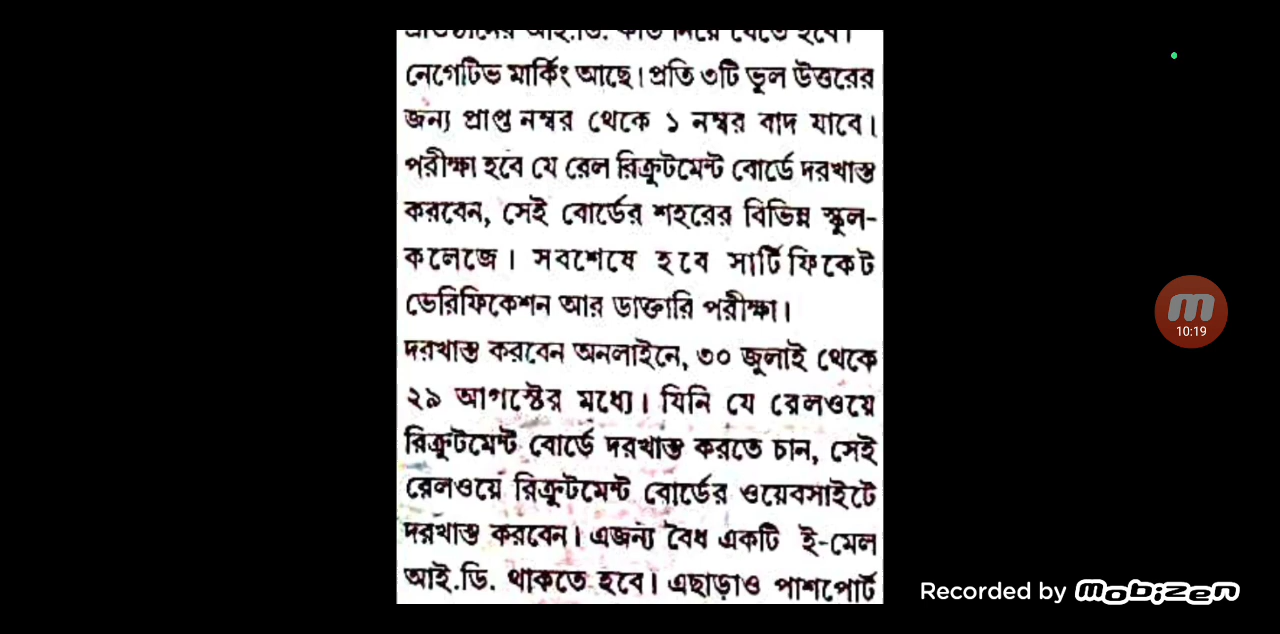 নেগেটিভ মার্কিং আছে। প্রতি ৩টি ভুল উত্তরের
জন্য প্রাপ্ত নম্বর থেকে ১ নম্বর বাদ যাবে।
পরীক্ষা হবে যে রেল রিক্রুটমেন্ট বোর্ডে দরখাস্ত
করবেন, সেই বোর্ডের শহরের বিভিন্ন স্কুল-
কলেজে। সবশেষে হবে সার্টিফিকেট
ভেরিফিকেশন আর ডাক্তারি পরীক্ষা।
দরখাস্ত করবেন অনলাইনে, ৩০ জুলাই থেকে
২৯ আগস্টের মধ্যে। যিনি যে রেলওয়ে
রিক্রুটমেন্ট বোর্ডে দরখাস্ত করতে চান, সেই
রেলওয়ে রিক্রুটমেন্ট বোর্ডের ওয়েবসাইটে
দরখাস্ত করবেন। এজন্য বৈধ একটি ই-মেল
আই.ডি. থাকতে হবে। এছাড়াও পাশপোর্ট
10:19
Recorded by mobizen